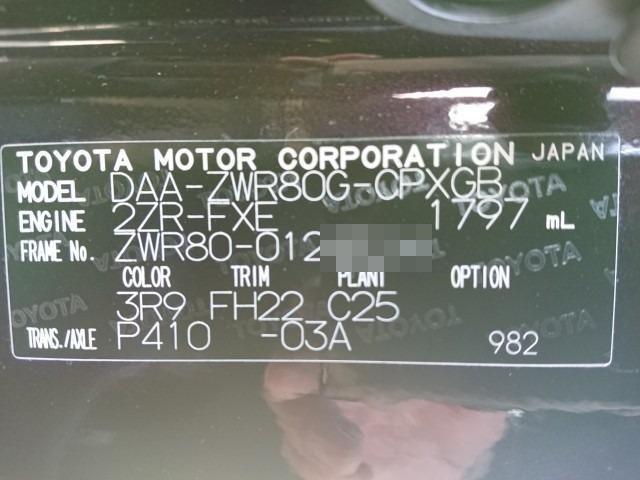 TOYOTA MOTOR CORPORATION JAPAN
MODEL DAA-ZWR80G-CPXGB
ENGINE 2ZR-FXE 1797 mL
FRAME No. ZWR80-012
COLOR TRIM PLANT OPTION
3R9 FH22 C25
TRANS./AXLE P410 -03A 982